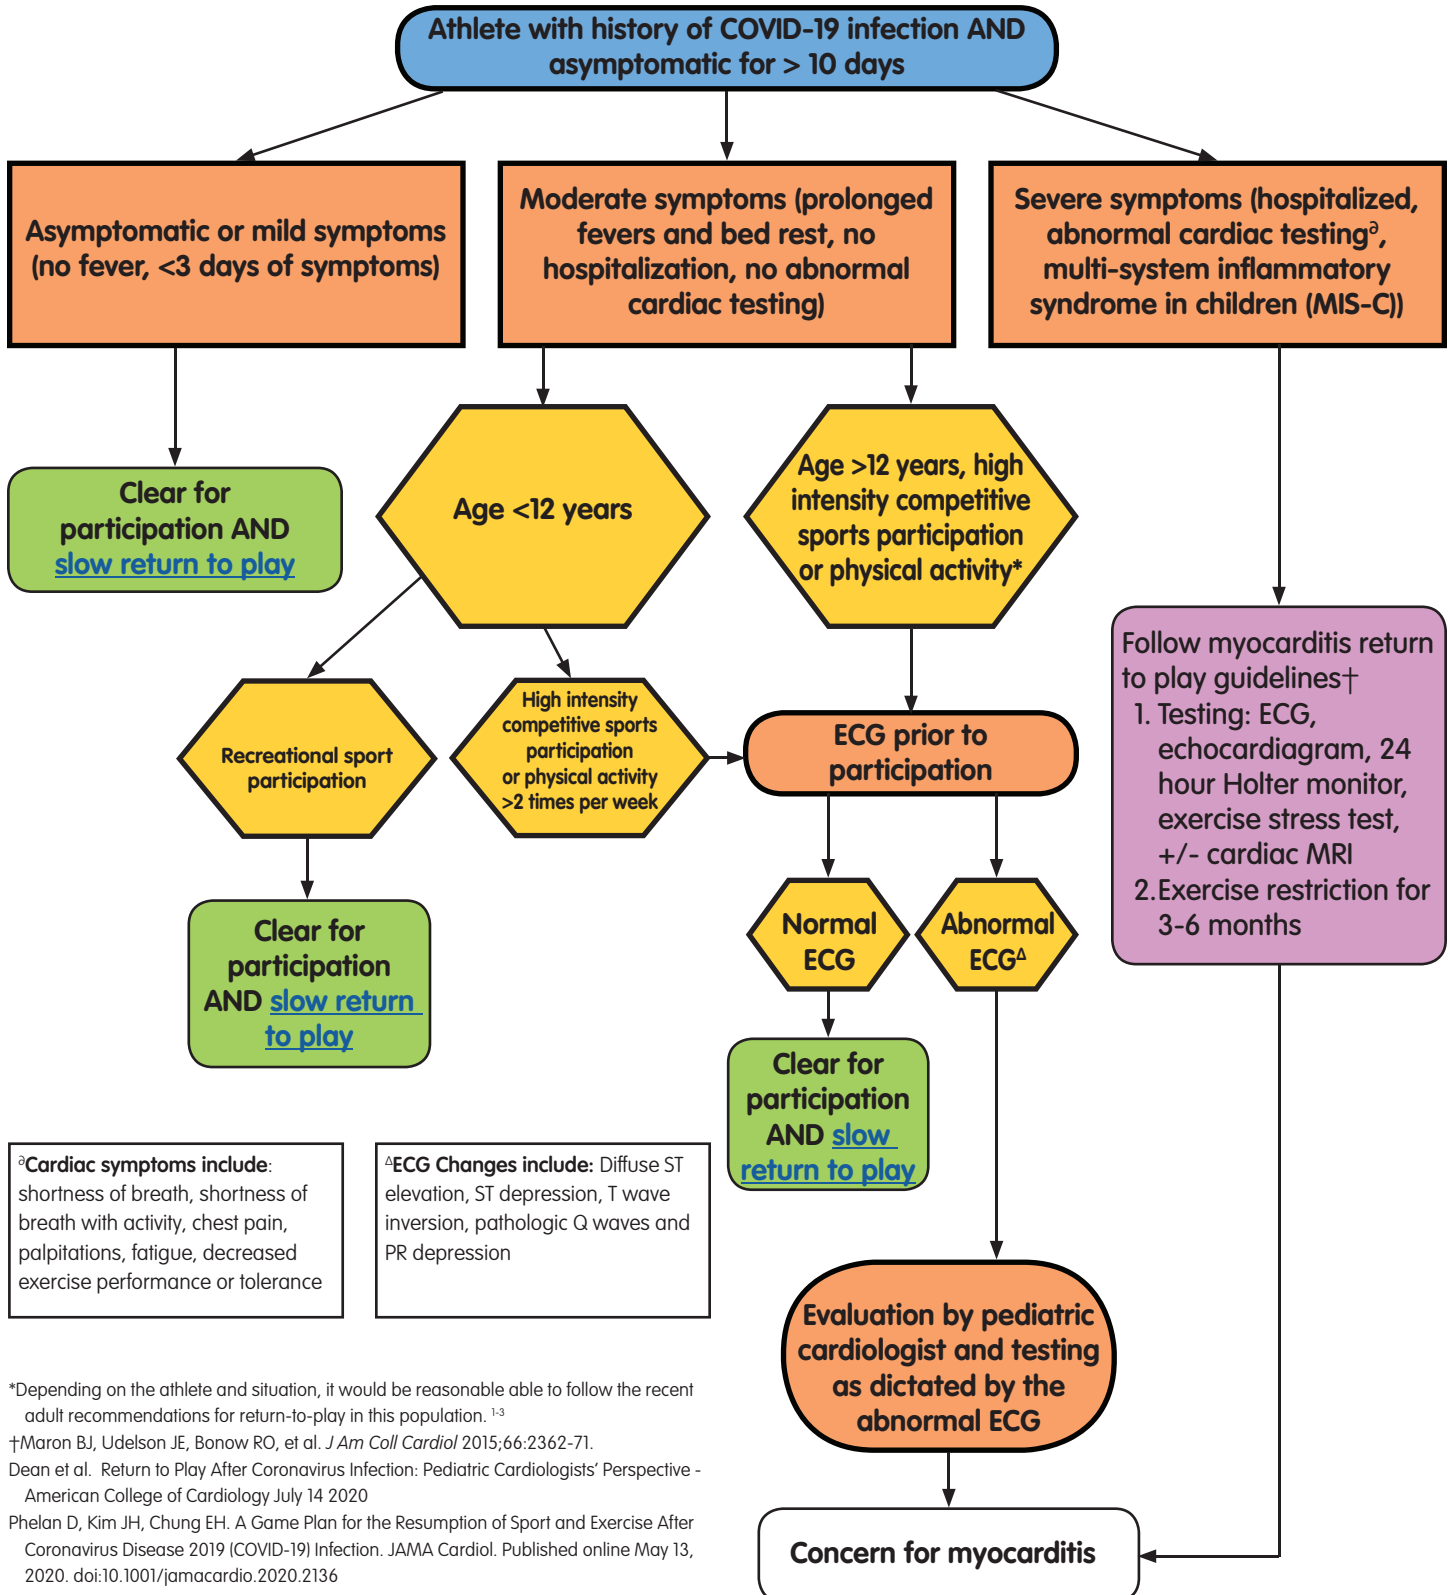 Athlete with history of COVID-19 infection AND
asymptomatic for > 10 days
Asymptomatic or mild symptoms
(no fever, <3 days of symptoms)
Moderate symptoms (prolonged
fevers and bed rest, no
hospitalization, no abnormal
cardiac testing)
Severe symptoms (hospitalized,
abnormal cardiac testing∂,
multi-system inflammatory
syndrome in children (MIS-C))
Clear for
participation AND
slow return to play
Age <12 years
Age >12 years, high
intensity competitive
sports participation
or physical activity*
Follow myocarditis return
to play guidelines†
1. Testing: ECG,
echocardiagram, 24
hour Holter monitor,
exercise stress test,
+/- cardiac MRI
2.Exercise restriction for
3-6 months
Recreational sport
participation
High intensity
competitive sports
participation
or physical activity
>2 times per week
ECG prior to
participation
Clear for
participation
AND slow return
to play
Normal
ECG
Abnormal
ECGΔ
Clear for
participation
AND slow
return to play
∂Cardiac symptoms include:
shortness of breath, shortness of
breath with activity, chest pain,
palpitations, fatigue, decreased
exercise performance or tolerance
ΔECG Changes include: Diffuse ST
elevation, ST depression, T wave
inversion, pathologic Q waves and
PR depression
Evaluation by pediatric
cardiologist and testing
as dictated by the
abnormal ECG
Concern for myocarditis
*Depending on the athlete and situation, it would be reasonable able to follow the recent
adult recommendations for return-to-play in this population. 1-3
†Maron BJ, Udelson JE, Bonow RO, et al. J Am Coll Cardiol 2015;66:2362-71.
Dean et al. Return to Play After Coronavirus Infection: Pediatric Cardiologists' Perspective -
American College of Cardiology July 14 2020
Phelan D, Kim JH, Chung EH. A Game Plan for the Resumption of Sport and Exercise After
Coronavirus Disease 2019 (COVID-19) Infection. JAMA Cardiol. Published online May 13,
2020. doi:10.1001/jamacardio.2020.2136